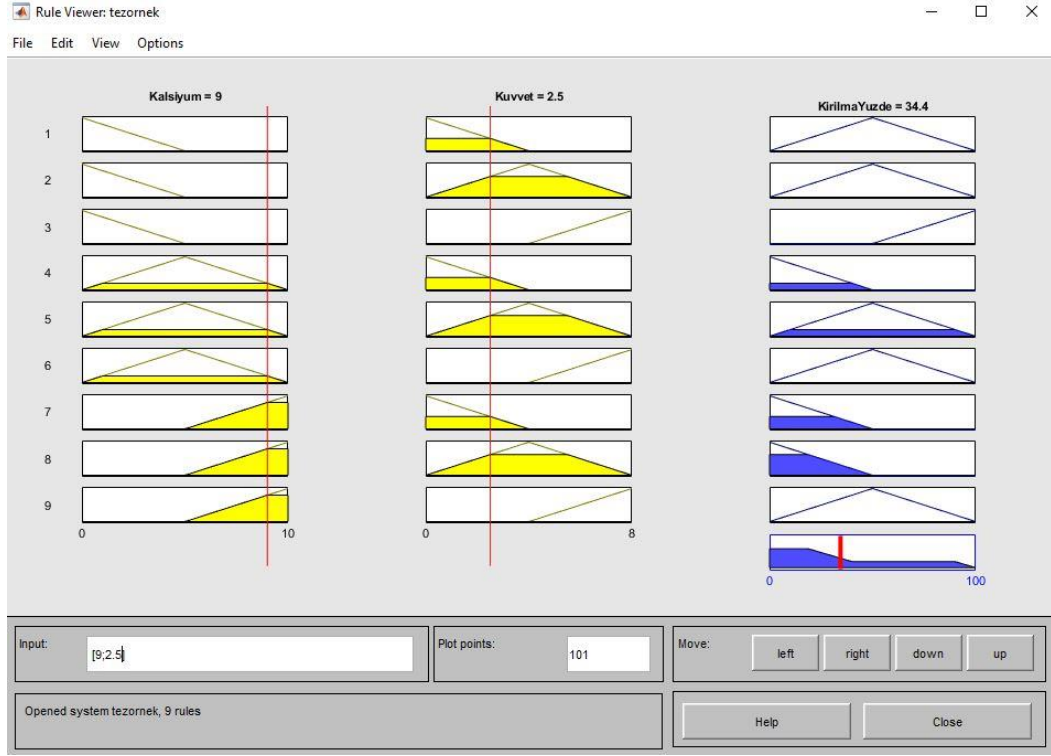 Rule Viewer: tezornek
File Edit View Options
Kalsiyum = 9
Kuvvet = 2.5
KirilmaYuzde = 34.4
1
2
3
4
5
6
7
8
9
0 10
0 8
0 100
Input:
[9;2.5]
Plot points:
101
Move:
left right down up
Opened system tezornek, 9 rules
Help Close